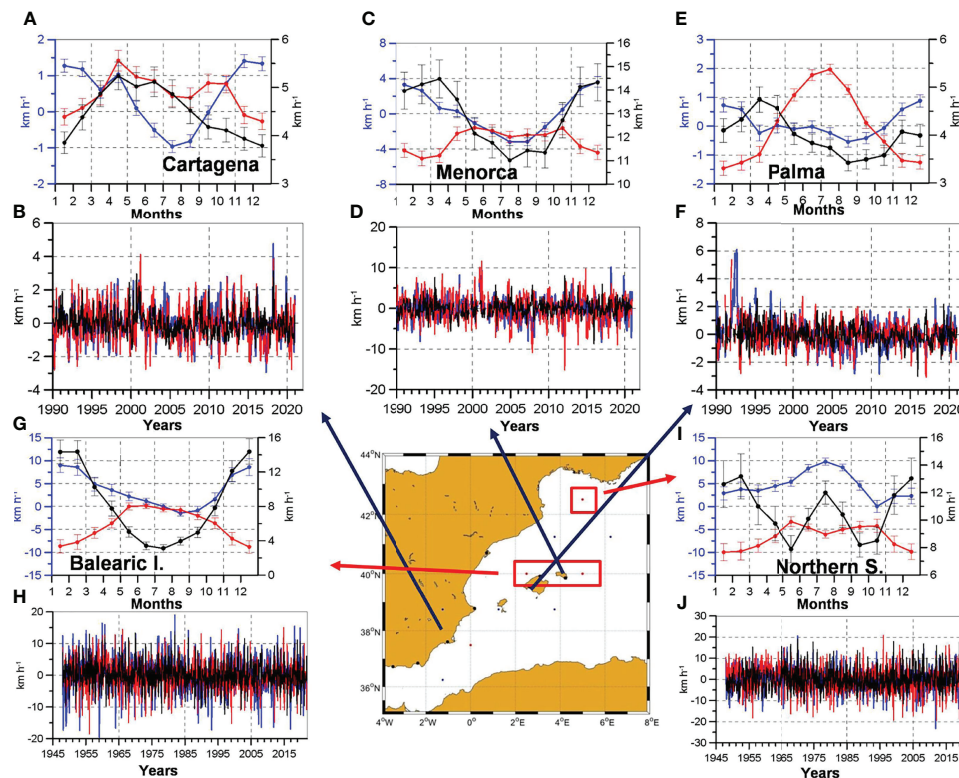 A
C
E
2
1
0
-1
-2
km h-1
6
5
4
3
km h-1
Cartagena
1 2 3 4 5 6 7 8 9 10 11 12
Months
8
4
0
-4
-8
km h-1
16
15
14
13
12
11
10
km h-1
Menorca
1 2 3 4 5 6 7 8 9 10 11 12
Months
3
2
1
0
-1
-2
km h-1
6
5
4
3
km h-1
Palma
1 2 3 4 5 6 7 8 9 10 11 12
Months
B
D
F
6
4
2
0
-2
-4
km h-1
1990 1995 2000 2005 2010 2015 2020
Years
20
10
0
-10
-20
km h-1
1990 1995 2000 2005 2010 2015 2020
Years
8
6
4
2
0
-2
-4
km h-1
1990 1995 2000 2005 2010 2015 2020
Years
G
I
15
10
5
0
-5
-10
-15
km h-1
16
12
8
4
0
km h-1
Balearic I.
1 2 3 4 5 6 7 8 9 10 11 12
Months
44°N
42°N
40°N
38°N
36°N
4°W 2°W 0° 2°E 4°E 6°E 8°E
15
10
5
0
-5
-10
-15
km h-1
16
14
12
10
8
6
km h-1
Northern S.
1 2 3 4 5 6 7 8 9 10 11 12
Months
H
J
20
10
0
-10
-20
km h-1
1945 1955 1965 1975 1985 1995 2005 2015
Years
30
20
10
0
-10
-20
-30
km h-1
1945 1955 1965 1975 1985 1995 2005 2015
Years